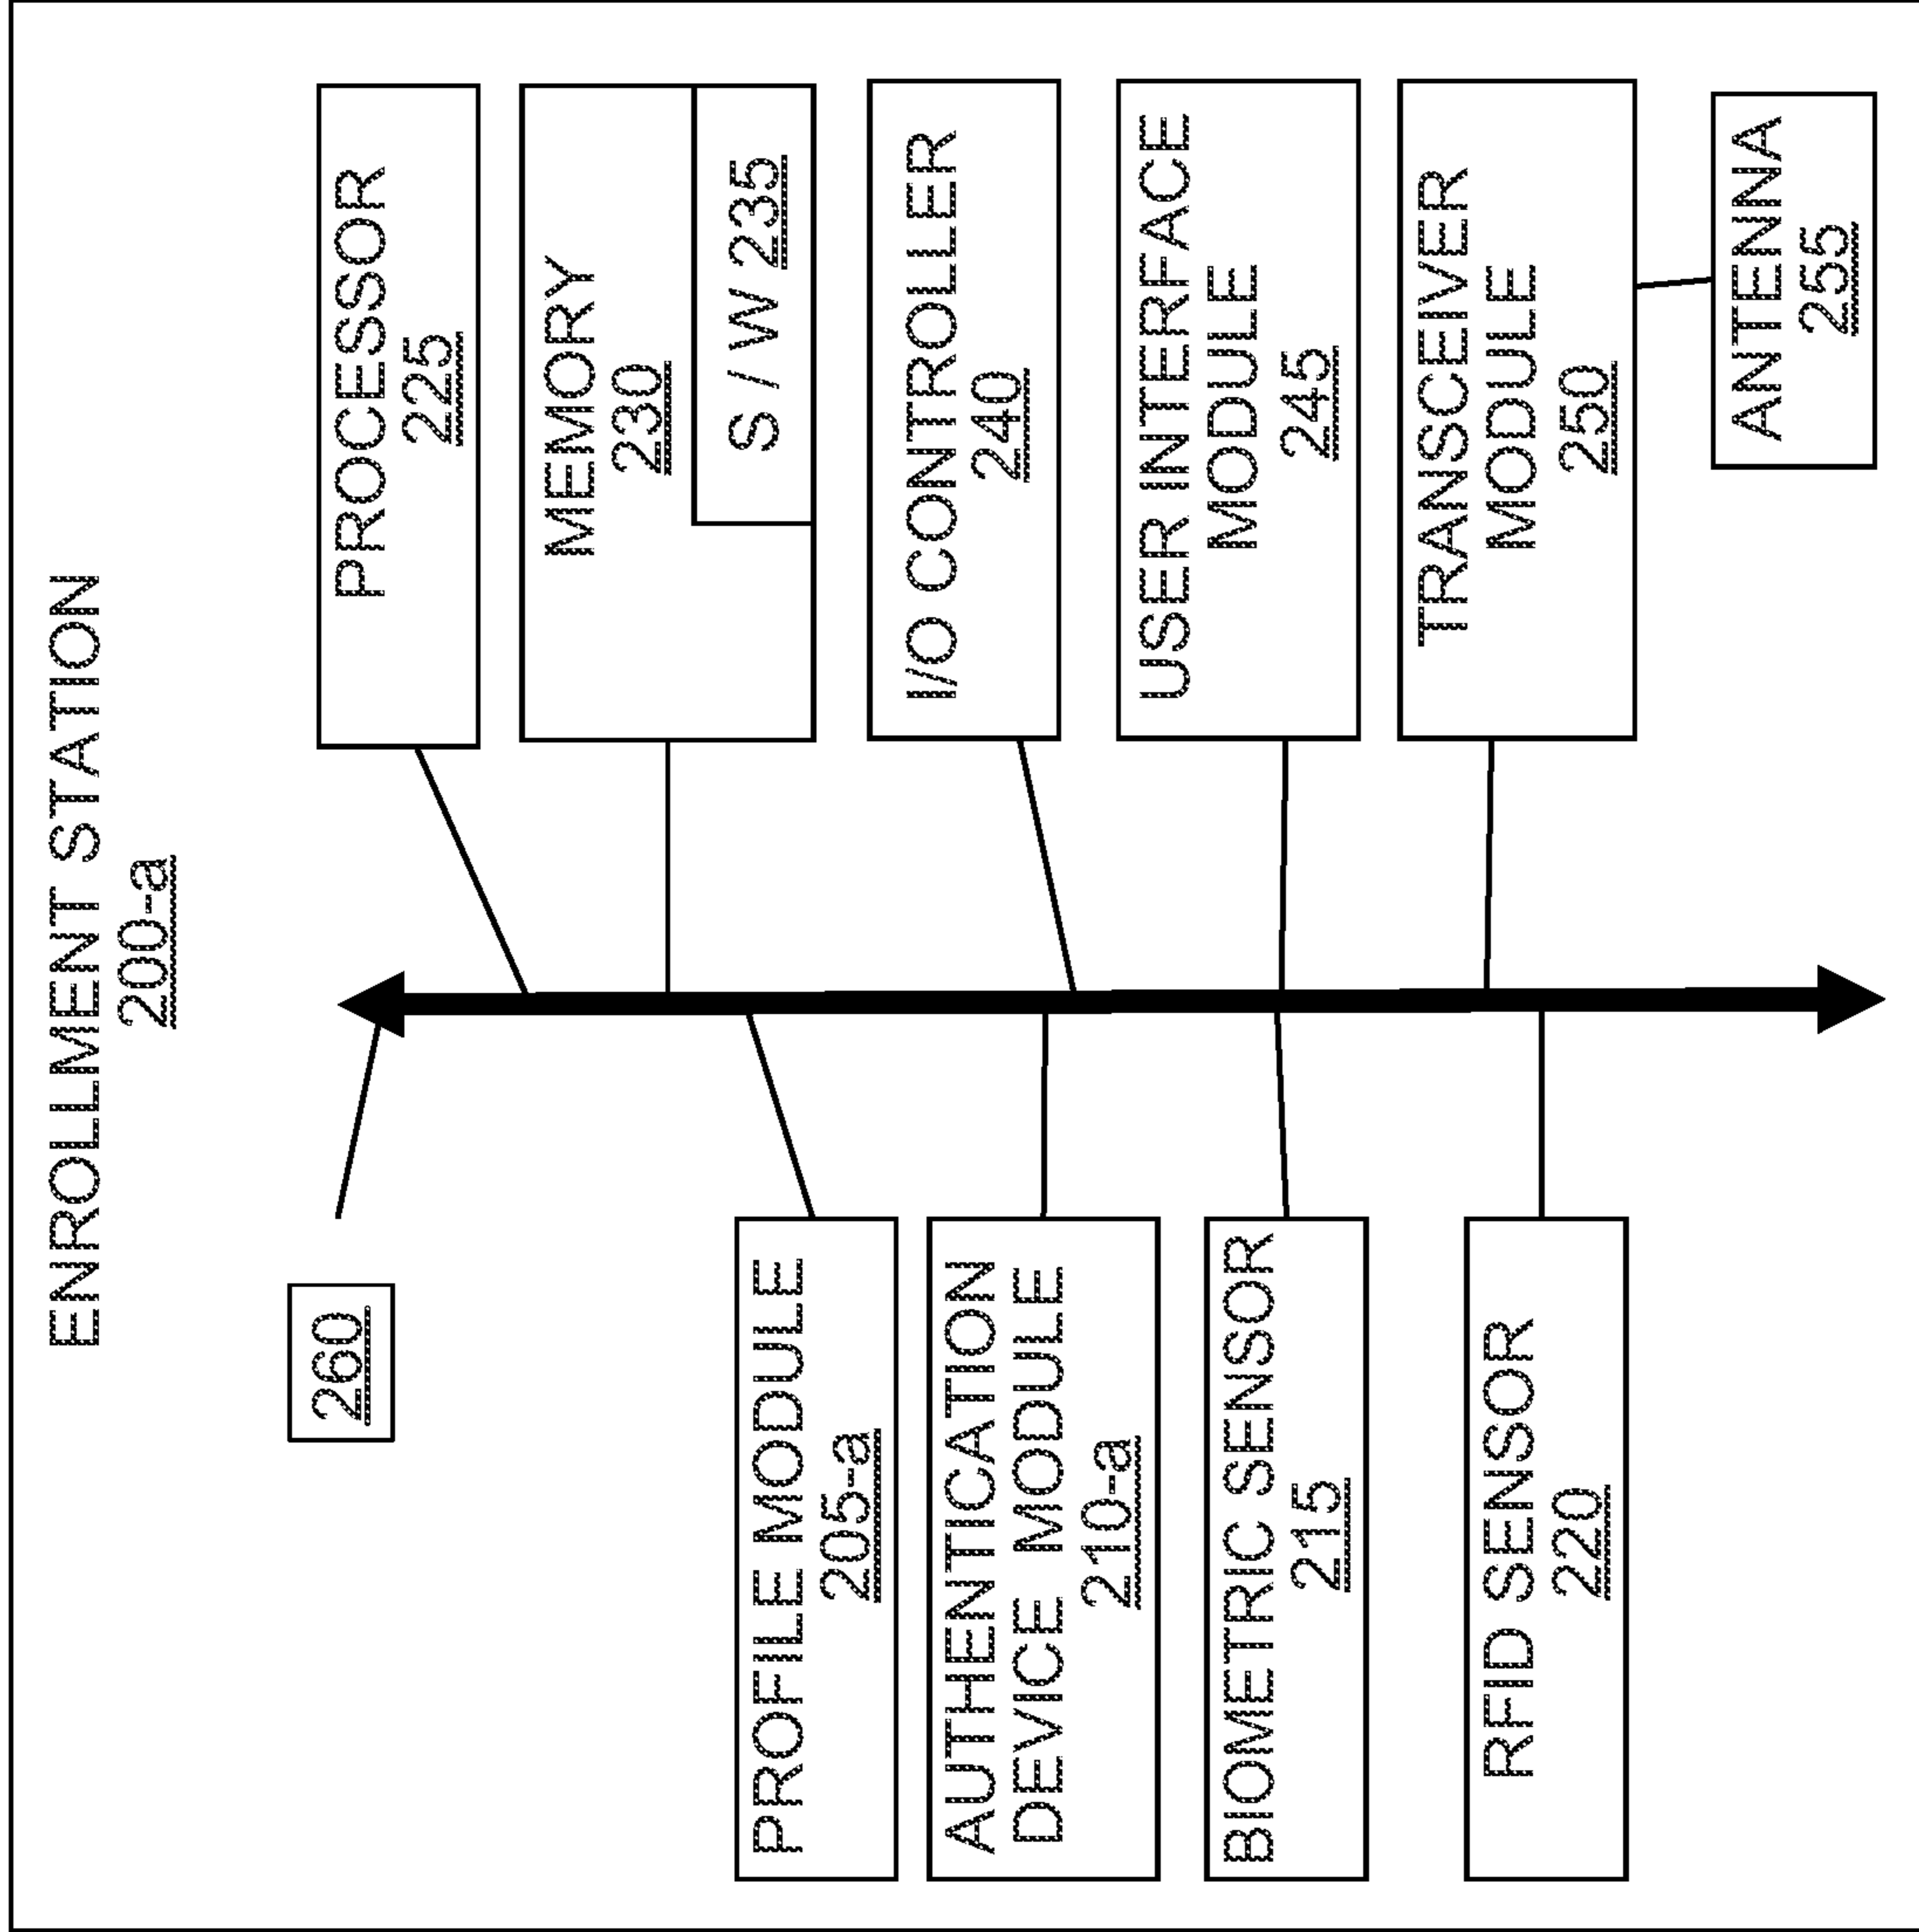 ENROLLMENT STATION
200-a
260
PROFILE MODULE
205-a
AUTHENTICATION
DEVICE MODULE
210-a
BIOMETRIC SENSOR
215
RFID SENSOR
220
PROCESSOR
225
MEMORY
230
S / W 235
I/O CONTROLLER
240
USER INTERFACE
MODULE
245
TRANSCEIVER
MODULE
250
ANTENNA
255